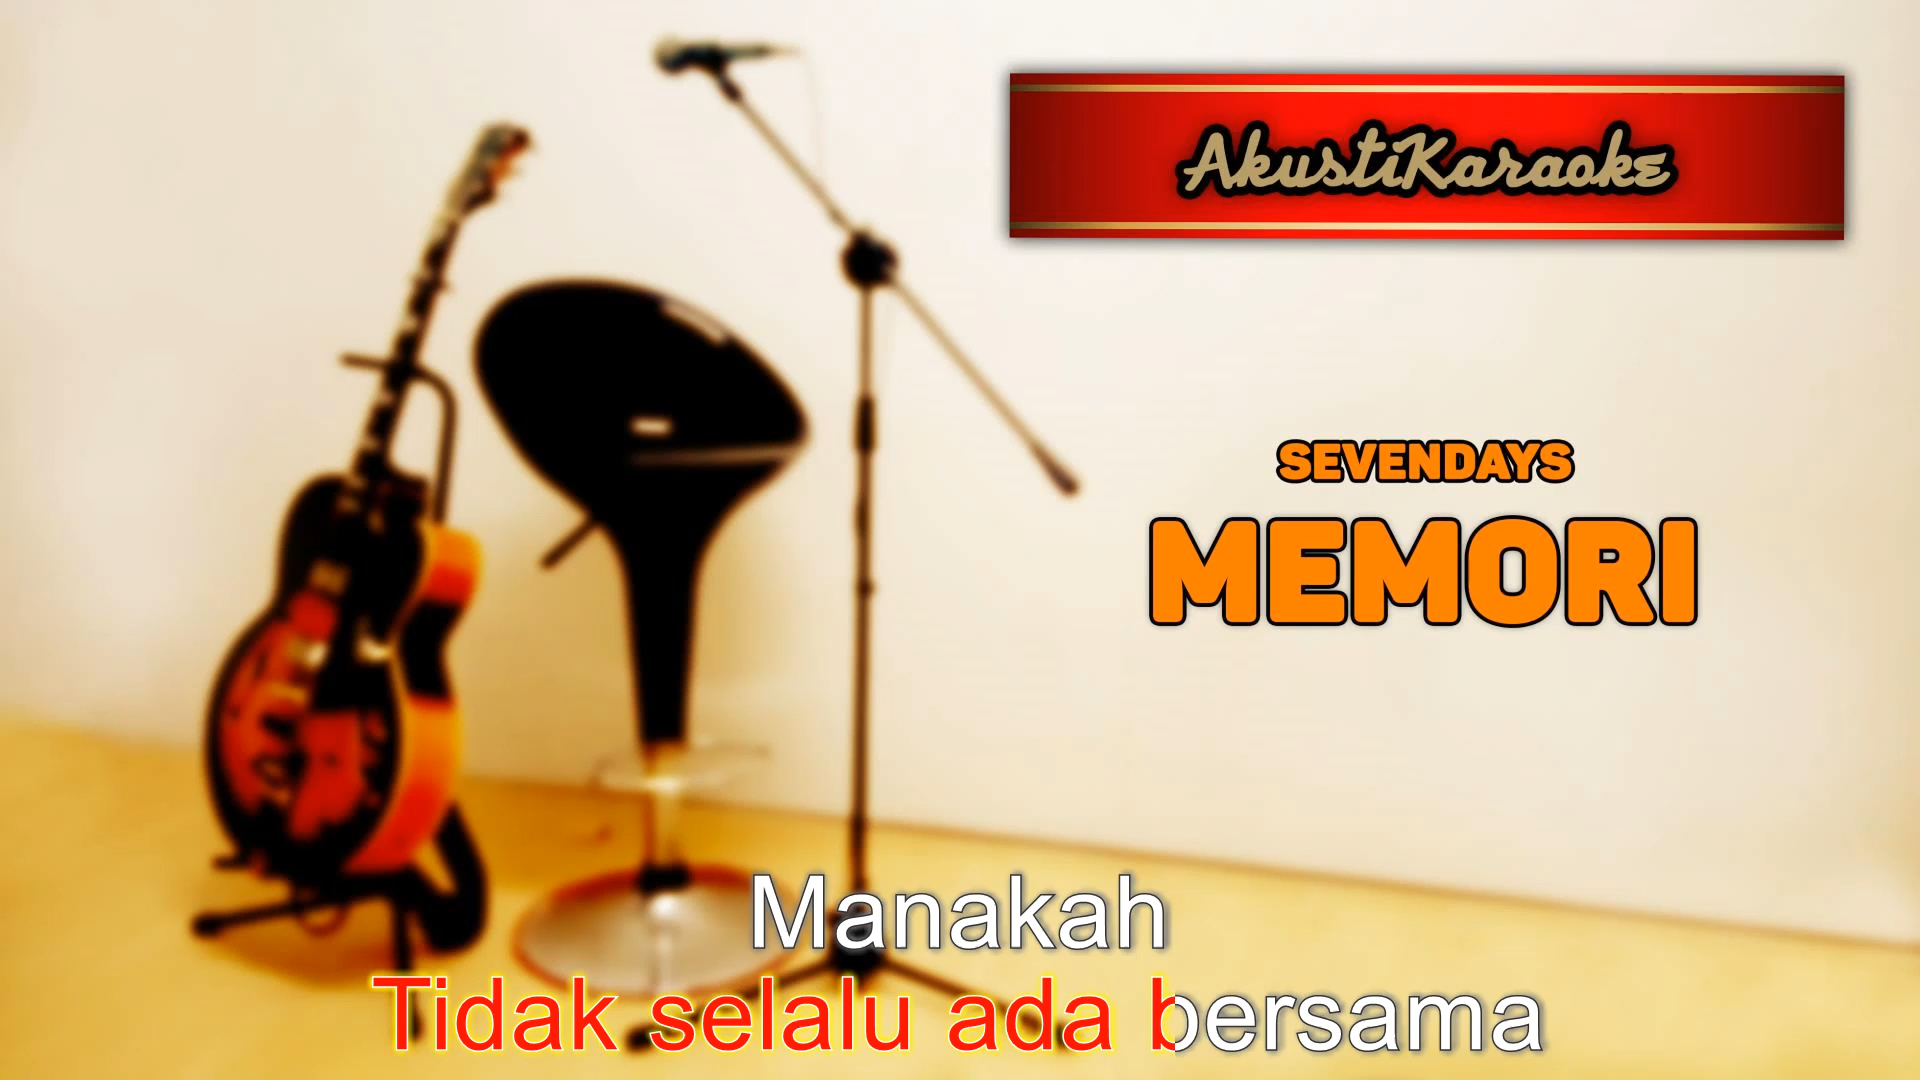 AkustiKaraoke
SEVENDAYS
MEMORI
Manakah
Tidak selalu ada bersama